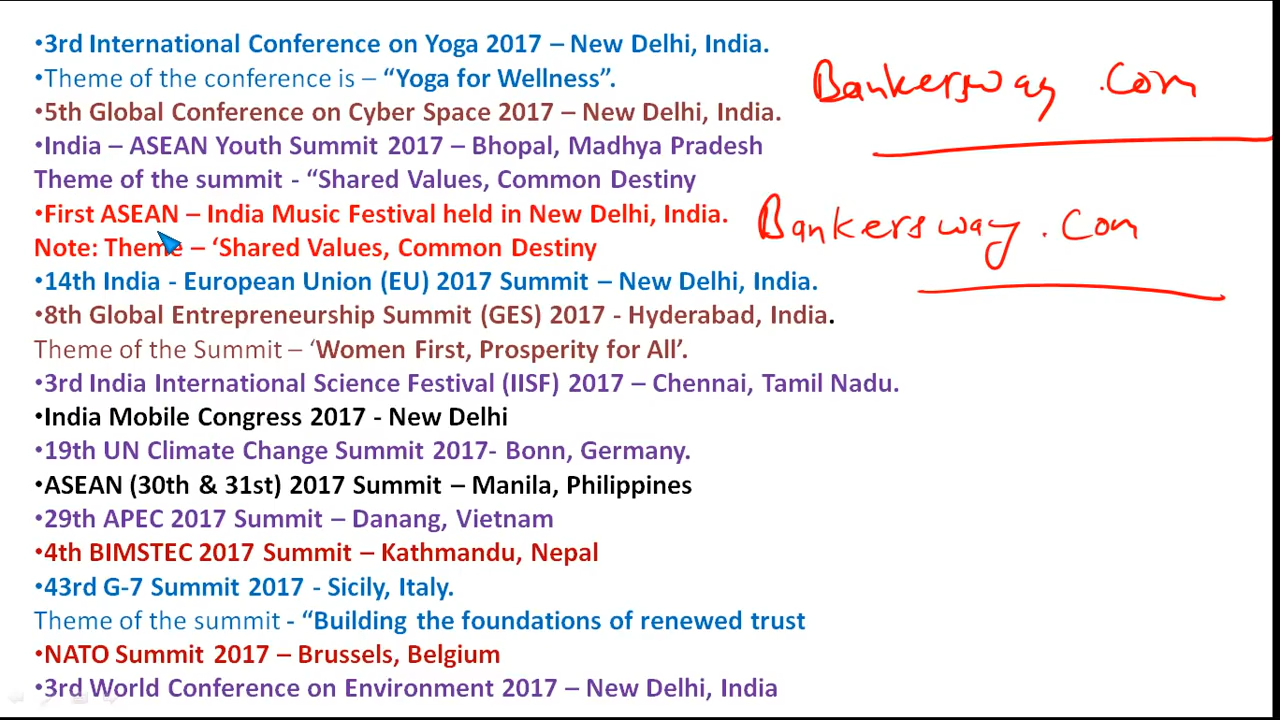 •3rd International Conference on Yoga 2017 – New Delhi, India.
•Theme of the conference is – “Yoga for Wellness”.
•5th Global Conference on Cyber Space 2017 – New Delhi, India.
•India – ASEAN Youth Summit 2017 – Bhopal, Madhya Pradesh
Theme of the summit - “Shared Values, Common Destiny
•First ASEAN – India Music Festival held in New Delhi, India.
Note: Theme – ‘Shared Values, Common Destiny
•14th India - European Union (EU) 2017 Summit – New Delhi, India.
•8th Global Entrepreneurship Summit (GES) 2017 - Hyderabad, India.
Theme of the Summit – ‘Women First, Prosperity for All’.
•3rd India International Science Festival (IISF) 2017 – Chennai, Tamil Nadu.
•India Mobile Congress 2017 - New Delhi
•19th UN Climate Change Summit 2017- Bonn, Germany.
•ASEAN (30th & 31st) 2017 Summit – Manila, Philippines
•29th APEC 2017 Summit – Danang, Vietnam
•4th BIMSTEC 2017 Summit – Kathmandu, Nepal
•43rd G-7 Summit 2017 - Sicily, Italy.
Theme of the summit - “Building the foundations of renewed trust
•NATO Summit 2017 – Brussels, Belgium
•3rd World Conference on Environment 2017 – New Delhi, India
Bankersway .Com
Bankersway . Com